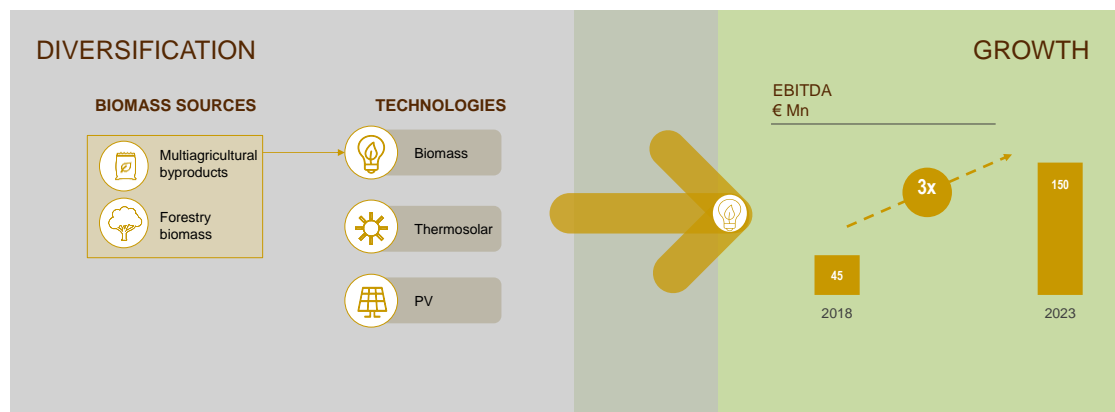 DIVERSIFICATION
BIOMASS SOURCES
Multiagricultural
byproducts
Forestry
biomass
TECHNOLOGIES
Biomass
Thermosolar
PV
GROWTH
EBITDA
€ Mn
3x
45
150
2018
2023